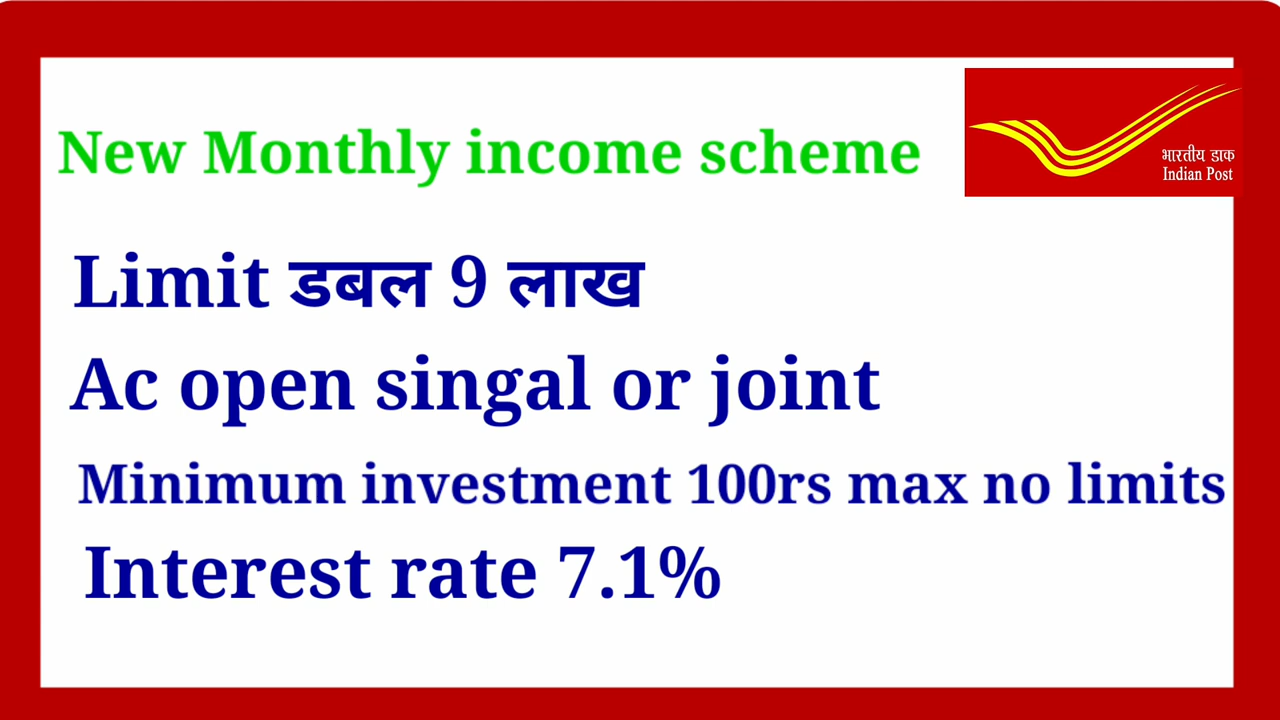 New Monthly income scheme
भारतीय डाक
Indian Post
Limit डबल 9 लाख
Ac open singal or joint
Minimum investment 100rs max no limits
Interest rate 7.1%